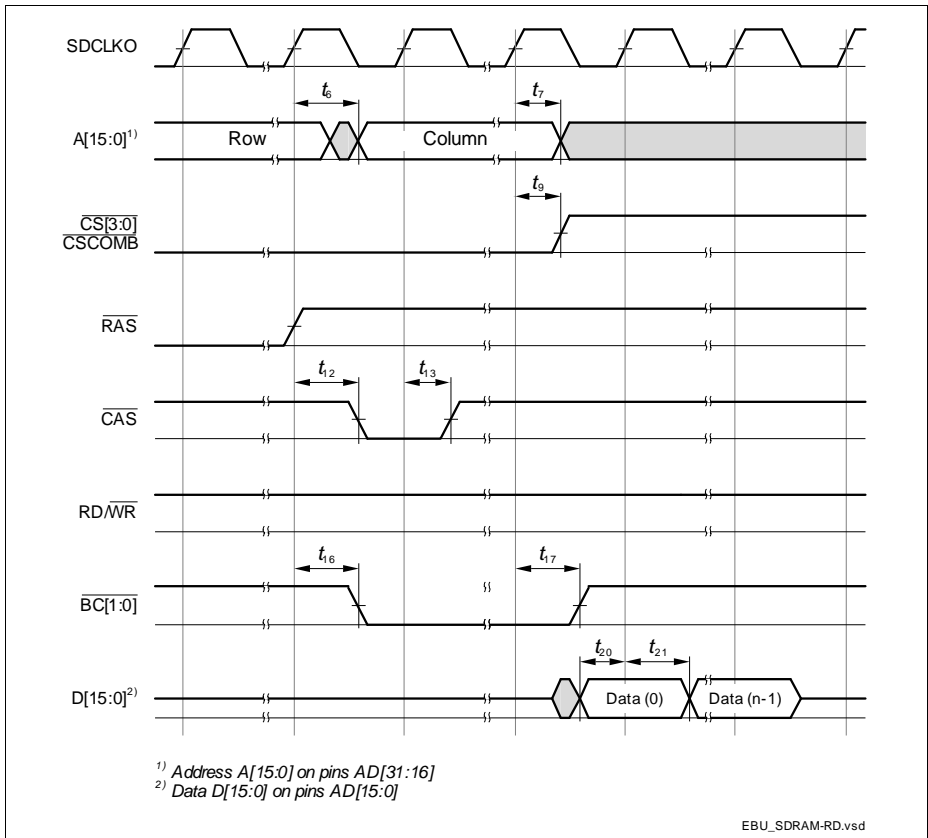 SDCLKO
t6 t7
A[15:0]1) Row Column
t9
CS[3:0]
CSCOMB
RAS
t12 t13
CAS
RD/WR
t16 t17
BC[1:0]
t20 t21
D[15:0]2) Data (0) Data (n-1)
1) Address A[15:0] on pins AD[31:16]
2) Data D[15:0] on pins AD[15:0]
EBU_SDRAM-RD.vsd